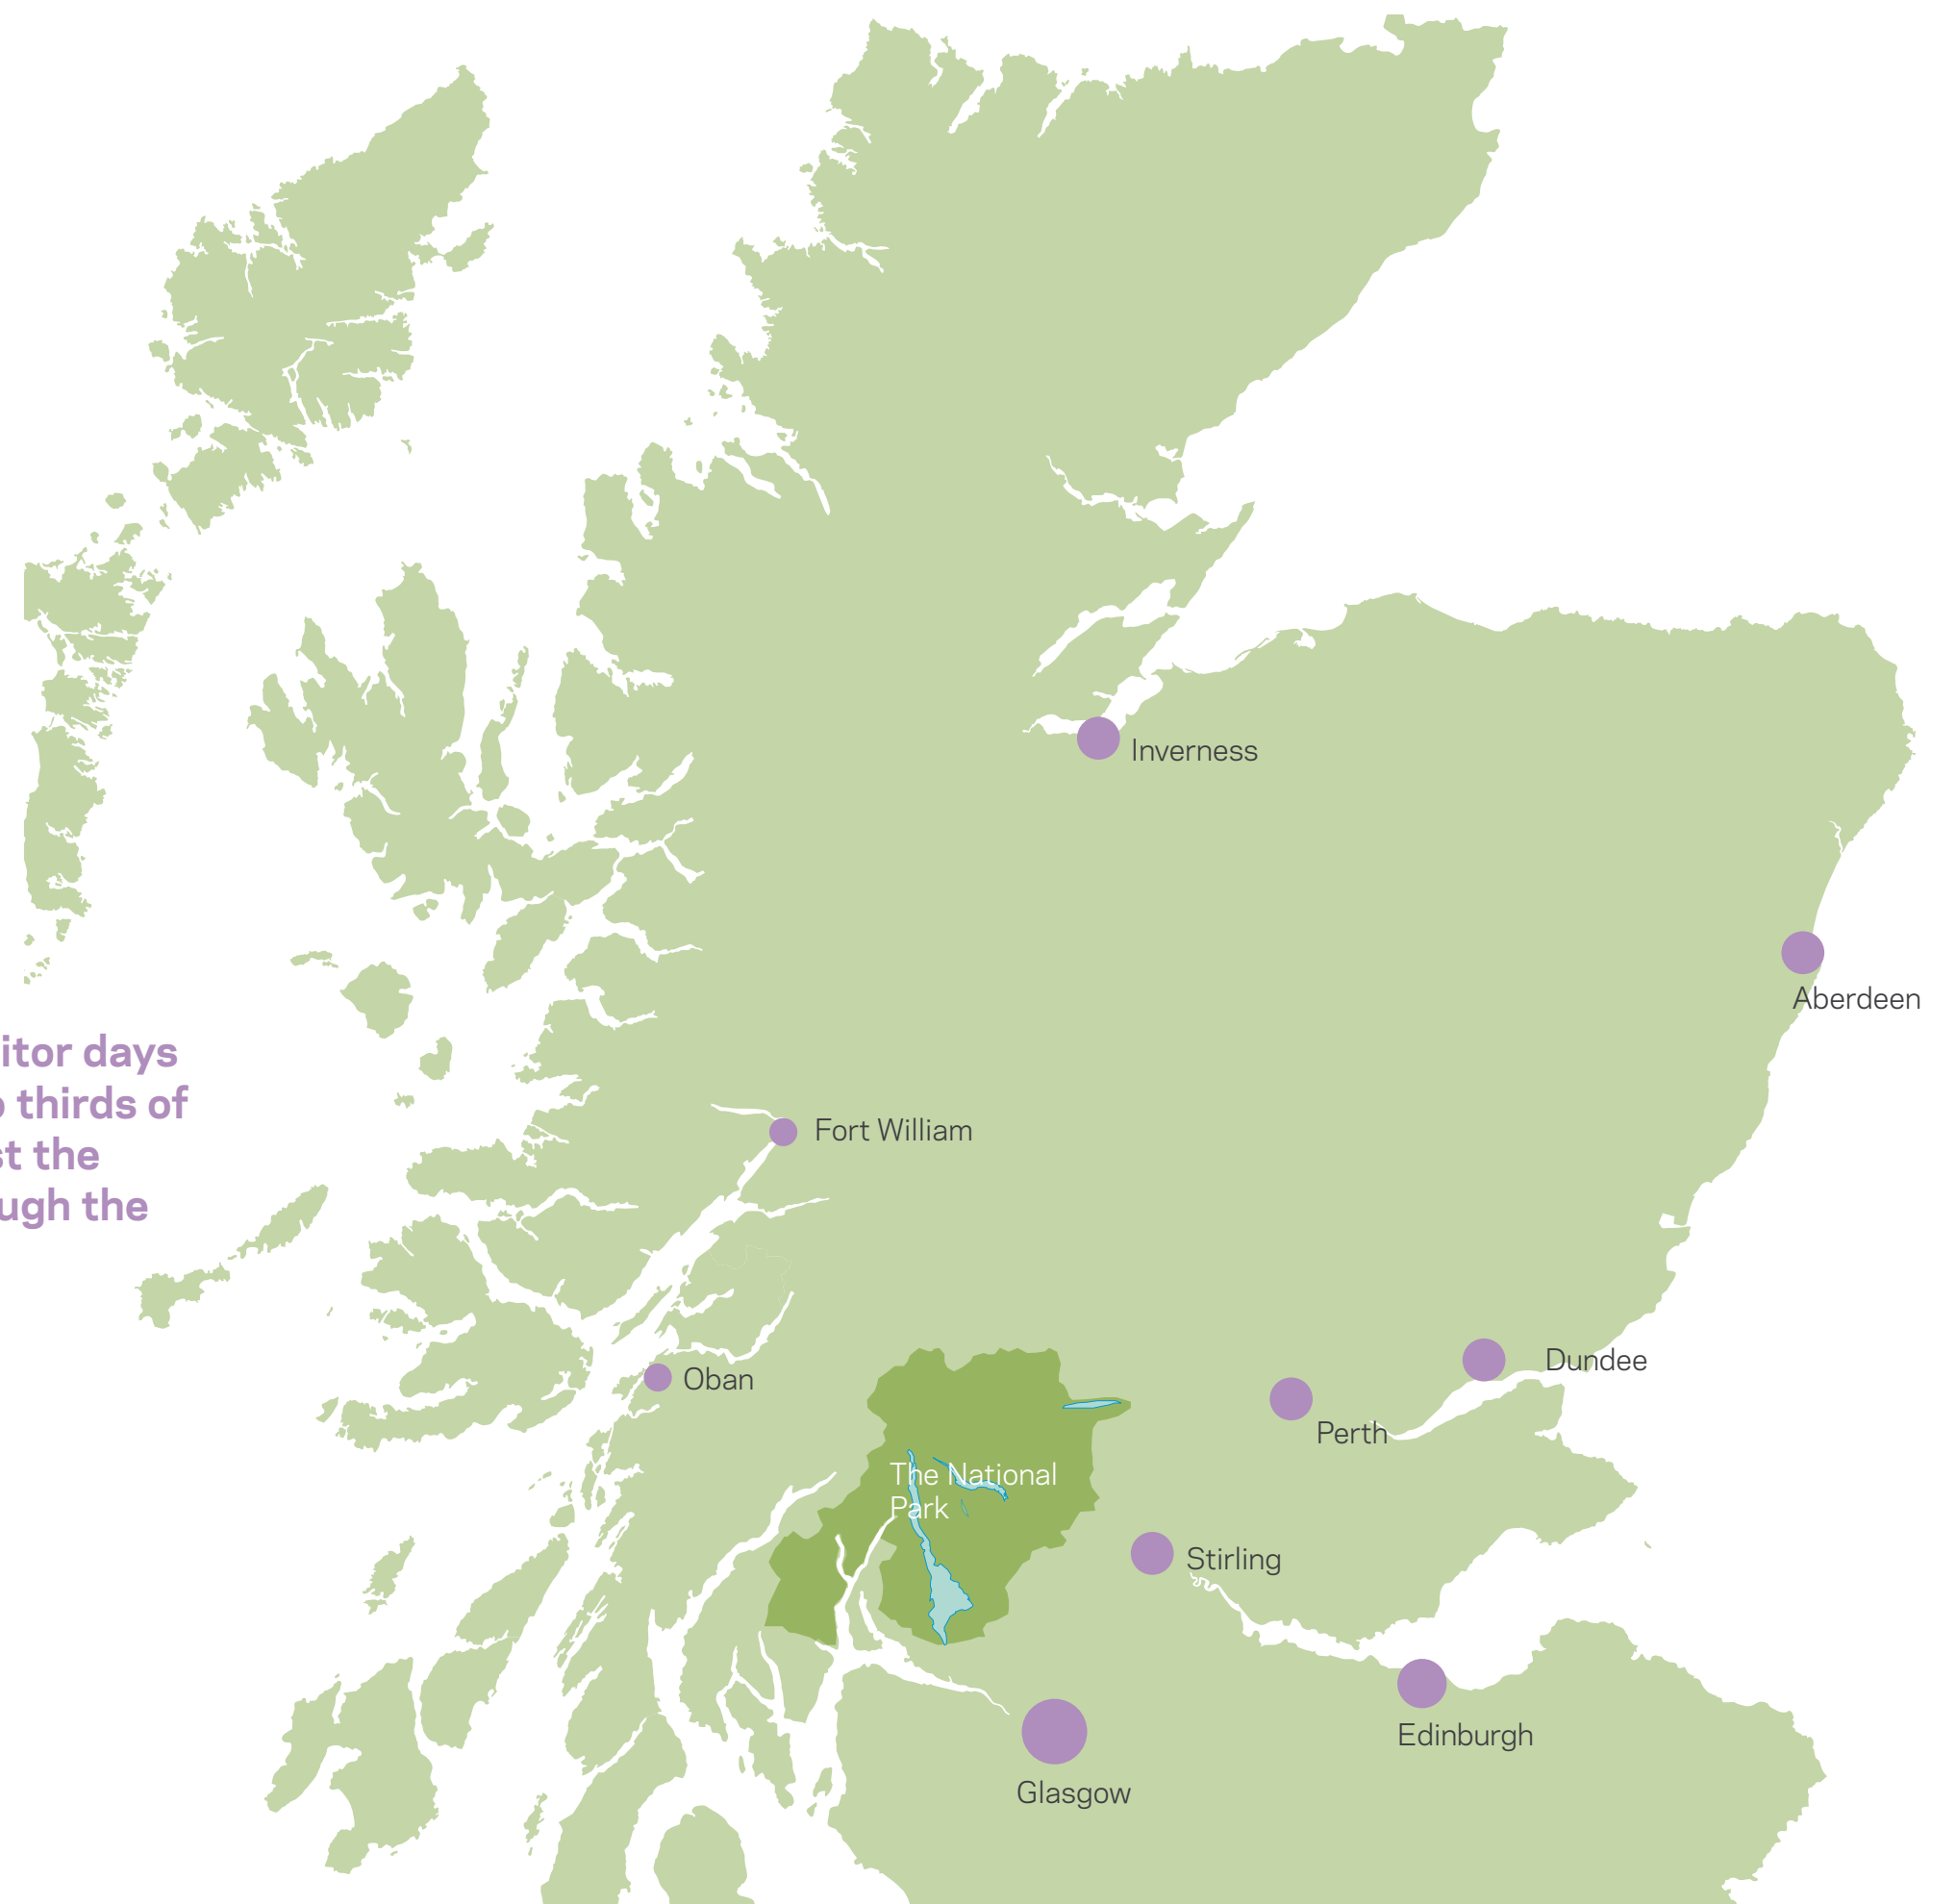 Inverness
Aberdeen
itor days
thirds of
st the
ugh the
Fort William
Dundee
Oban
Perth
The National
Park
Stirling
Edinburgh
Glasgow